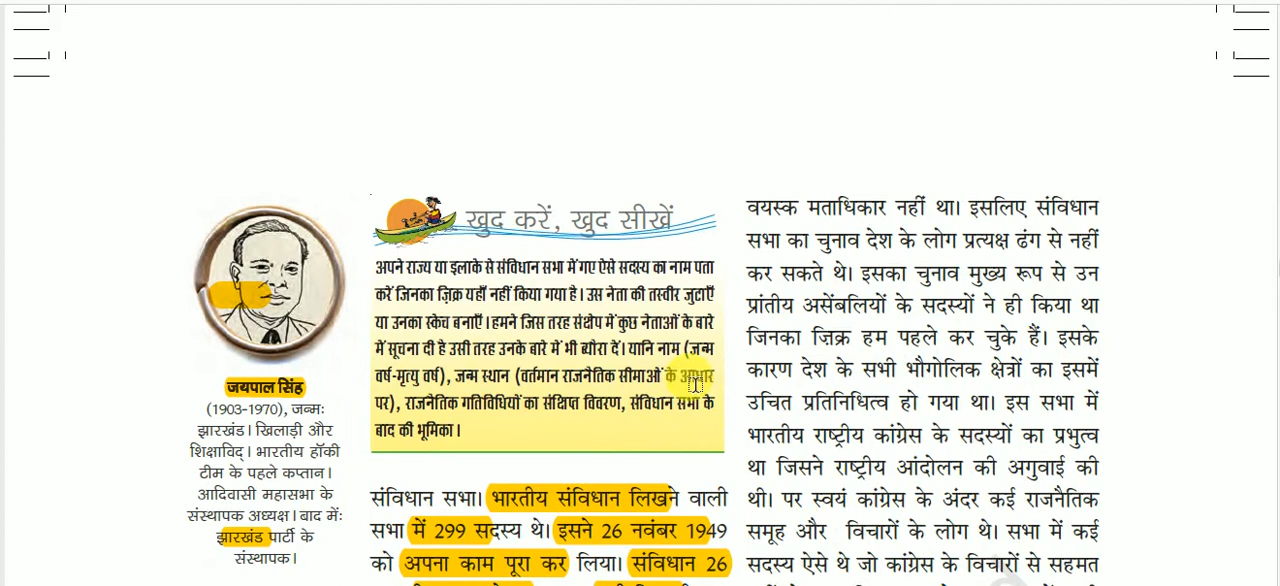 जयपाल सिंह
(1903-1970), जन्मः
झारखंड। खिलाड़ी और
शिक्षाविद्। भारतीय हॉकी
टीम के पहले कप्तान।
आदिवासी महासभा के
संस्थापक अध्यक्ष। बाद में:
झारखंड पार्टी के
संस्थापक।
खुद करें, खुद सीखें
अपने राज्य या इलाके से संविधान सभा में गए ऐसे सदस्य का नाम पता
करें जिनका ज़िक्र यहाँ नहीं किया गया है। उस नेता की तस्वीर जुटाएँ
या उनका स्केच बनाएँ। हमने जिस तरह संक्षेप में कुछ नेताओं के बारे
में सूचना दी है उसी तरह उनके बारे में भी ब्यौरा दें। यानि नाम (जन्म
वर्ष-मृत्यु वर्ष), जन्म स्थान (वर्तमान राजनैतिक सीमाओं के आधार
पर), राजनैतिक गतिविधियों का संक्षिप्त विवरण, संविधान सभा के
बाद की भूमिका।
संविधान सभा। भारतीय संविधान लिखने वाली
सभा में 299 सदस्य थे। इसने 26 नवंबर 1949
को अपना काम पूरा कर लिया। संविधान 26
वयस्क मताधिकार नहीं था। इसलिए संविधान
सभा का चुनाव देश के लोग प्रत्यक्ष ढंग से नहीं
कर सकते थे। इसका चुनाव मुख्य रूप से उन
प्रांतीय असेंबलियों के सदस्यों ने ही किया था
जिनका ज़िक्र हम पहले कर चुके हैं। इसके
कारण देश के सभी भौगोलिक क्षेत्रों का इसमें
उचित प्रतिनिधित्व हो गया था। इस सभा में
भारतीय राष्ट्रीय कांग्रेस के सदस्यों का प्रभुत्व
था जिसने राष्ट्रीय आंदोलन की अगुवाई की
थी। पर स्वयं कांग्रेस के अंदर कई राजनैतिक
समूह और विचारों के लोग थे। सभा में कई
सदस्य ऐसे थे जो कांग्रेस के विचारों से सहमत